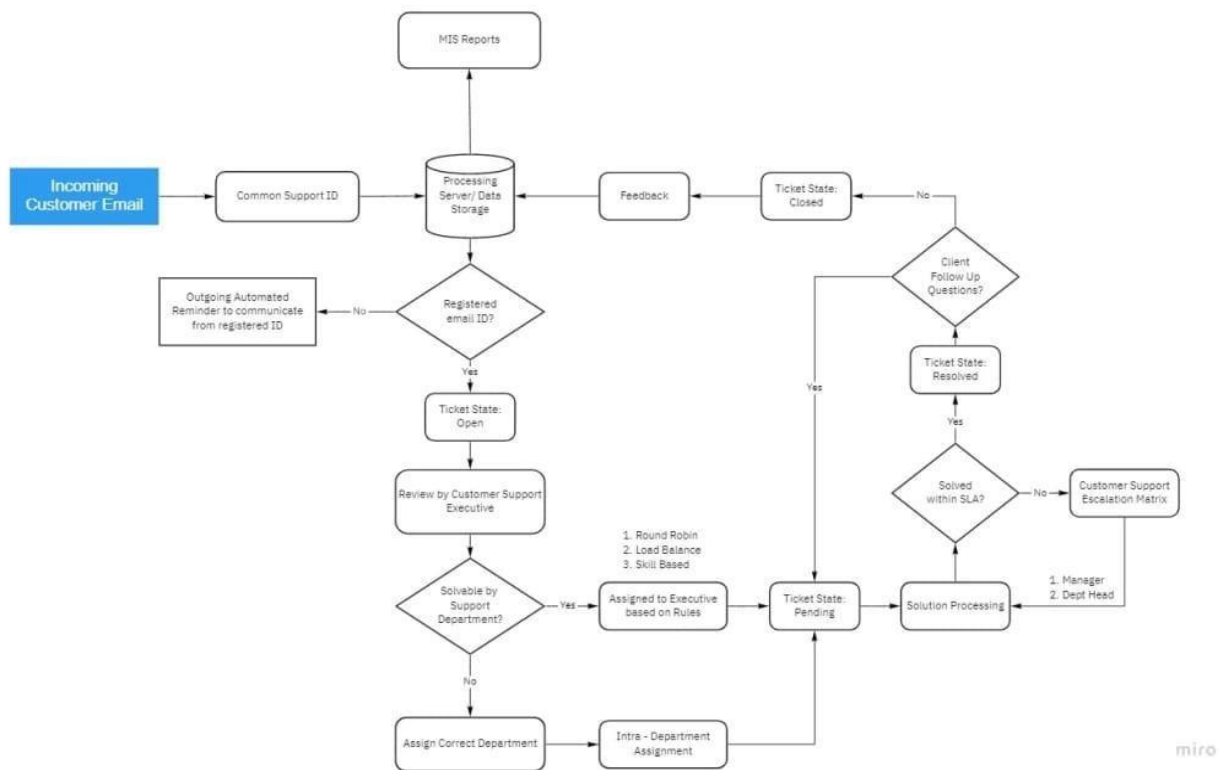 MIS Reports
Incoming
Customer Email
Common Support ID
Processing
Server/ Data
Storage
Feedback
Ticket State:
Closed
No
Client
Follow Up
Questions?
Outgoing Automated
Reminder to communicate
from registered ID
No
Registered
email ID?
Yes
Ticket State:
Resolved
Yes
Yes
Ticket State:
Open
Review by Customer Support
Executive
Solved
within SLA?
No
Customer Support
Escalation Matrix
1. Round Robin
2. Load Balance
3. Skill Based
Solvable by
Support
Department?
Yes
Assigned to Executive
based on Rules
Ticket State:
Pending
Solution Processing
1. Manager
2. Dept Head
No
Assign Correct Department
Intra - Department
Assignment
miro